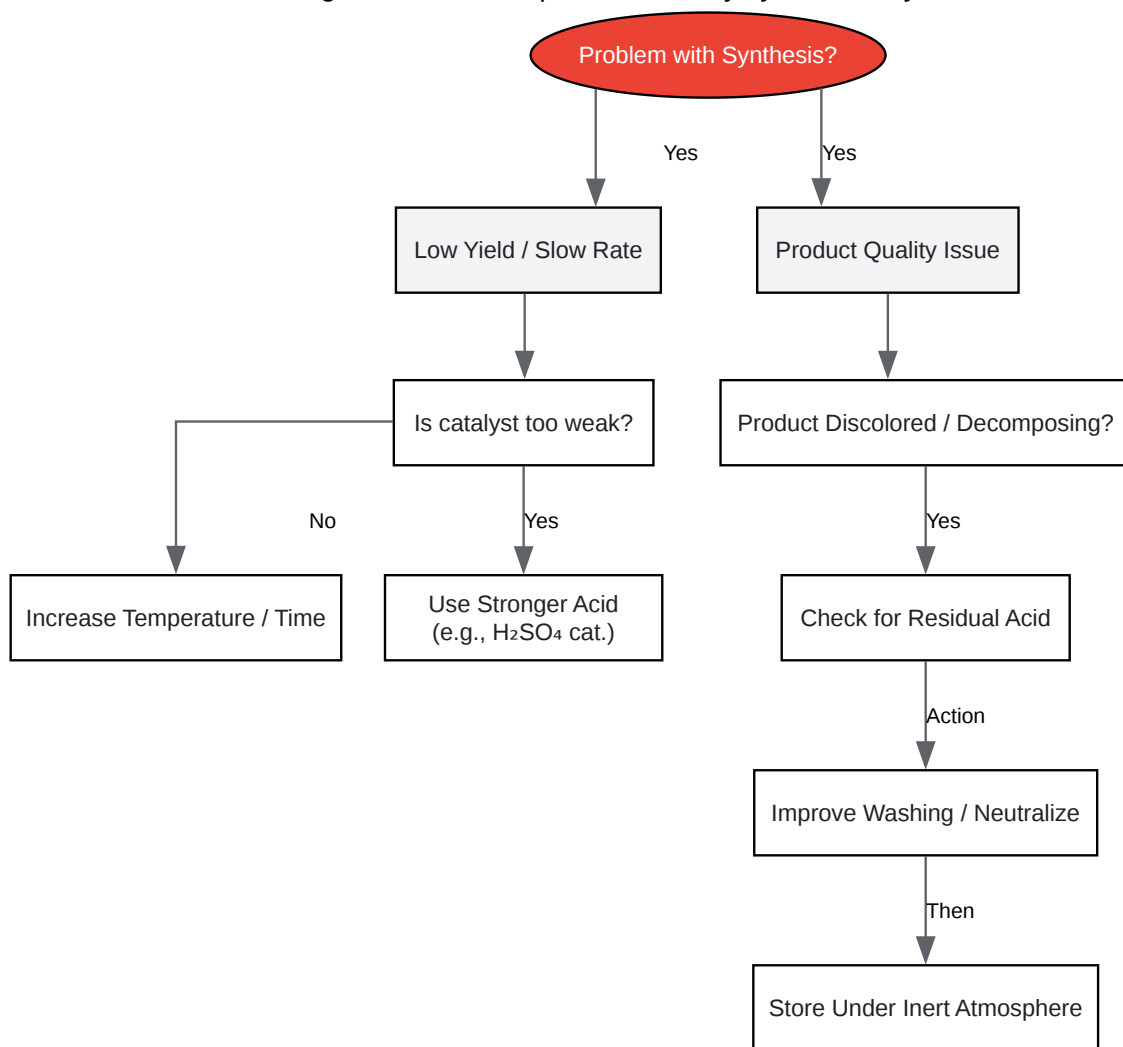 Problem with Synthesis?
Yes
Yes
Low Yield / Slow Rate
Product Quality Issue
Is catalyst too weak?
Product Discolored / Decomposing?
No
Yes
Yes
Increase Temperature / Time
Use Stronger Acid
(e.g., H₂SO₄ cat.)
Check for Residual Acid
Action
Improve Washing / Neutralize
Then
Store Under Inert Atmosphere